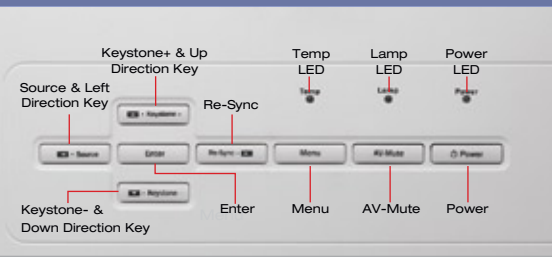 Keystone+ & Up
Direction Key
Temp
LED
Lamp
LED
Power
LED
Source & Left
Direction Key
Re-Sync
Temp
Lamp
Power
- Keystone +
- Source
Enter
Re-Sync -
Menu
AV-Mute
Power
- Keystone
Keystone- &
Down Direction Key
Enter
Menu
AV-Mute
Power